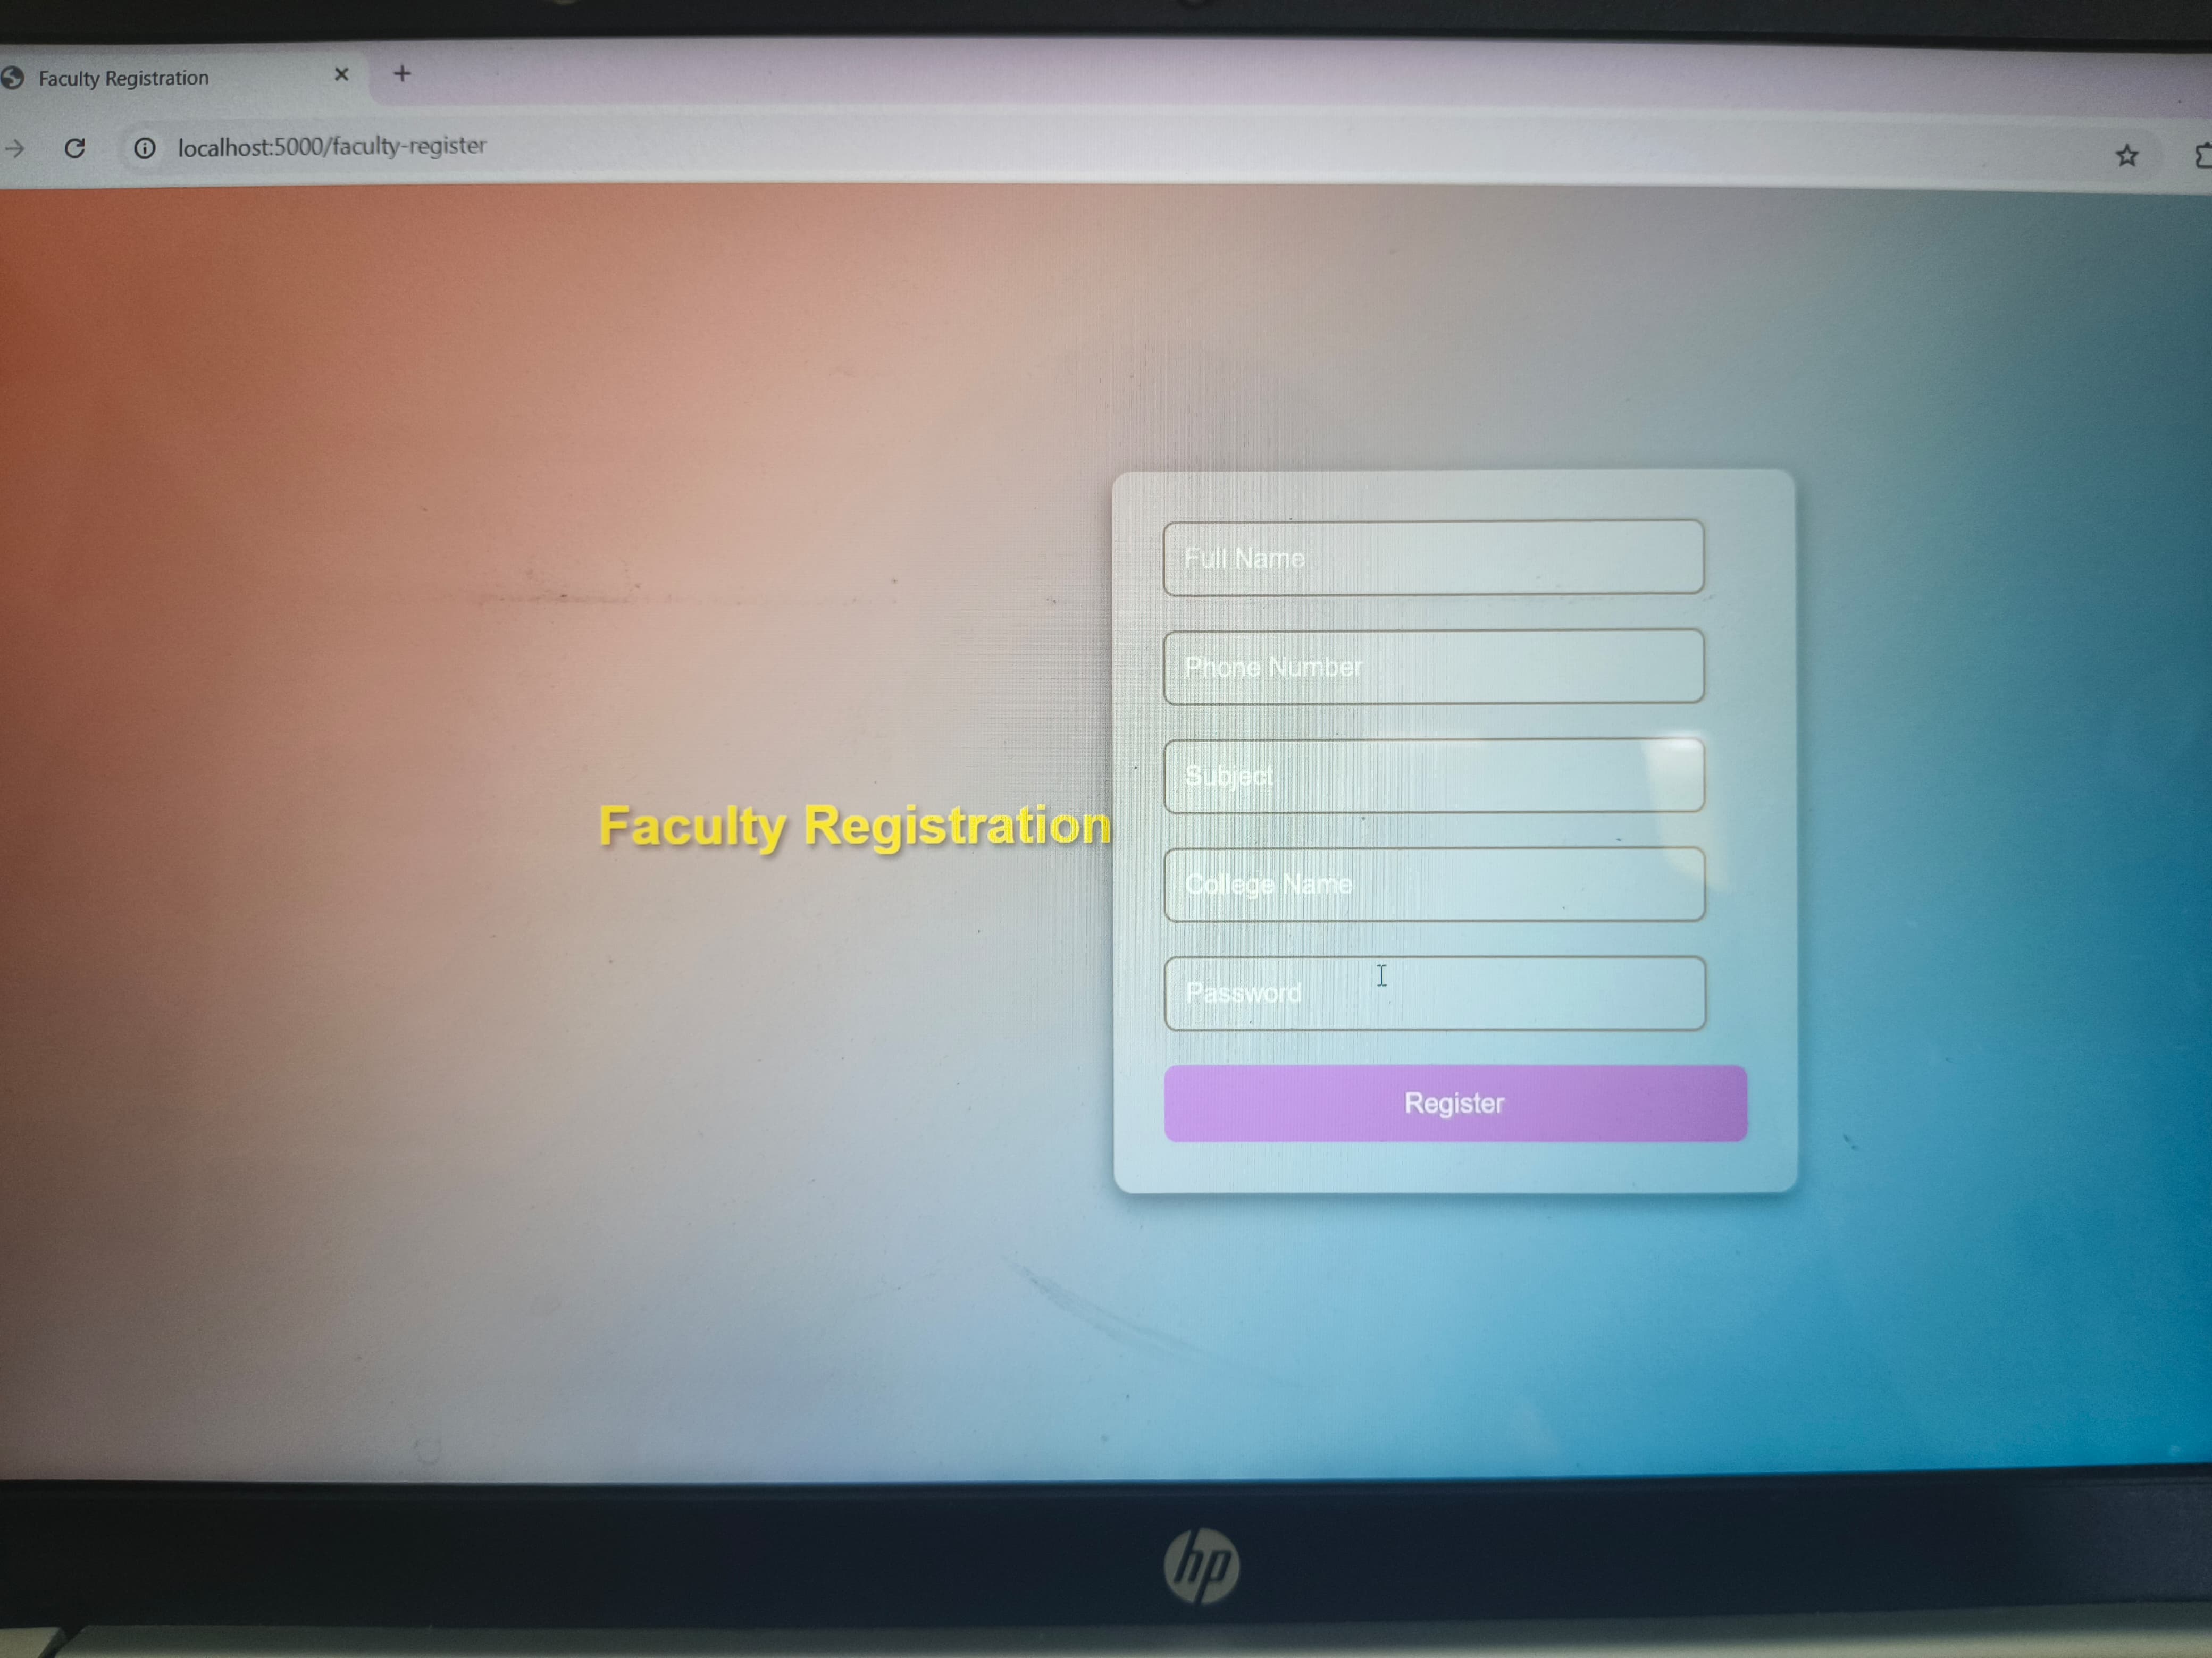 Faculty Registration
localhost:5000/faculty-register
Full Name
Phone Number
Subject
Faculty Registration
College Name
Password
Register
hp